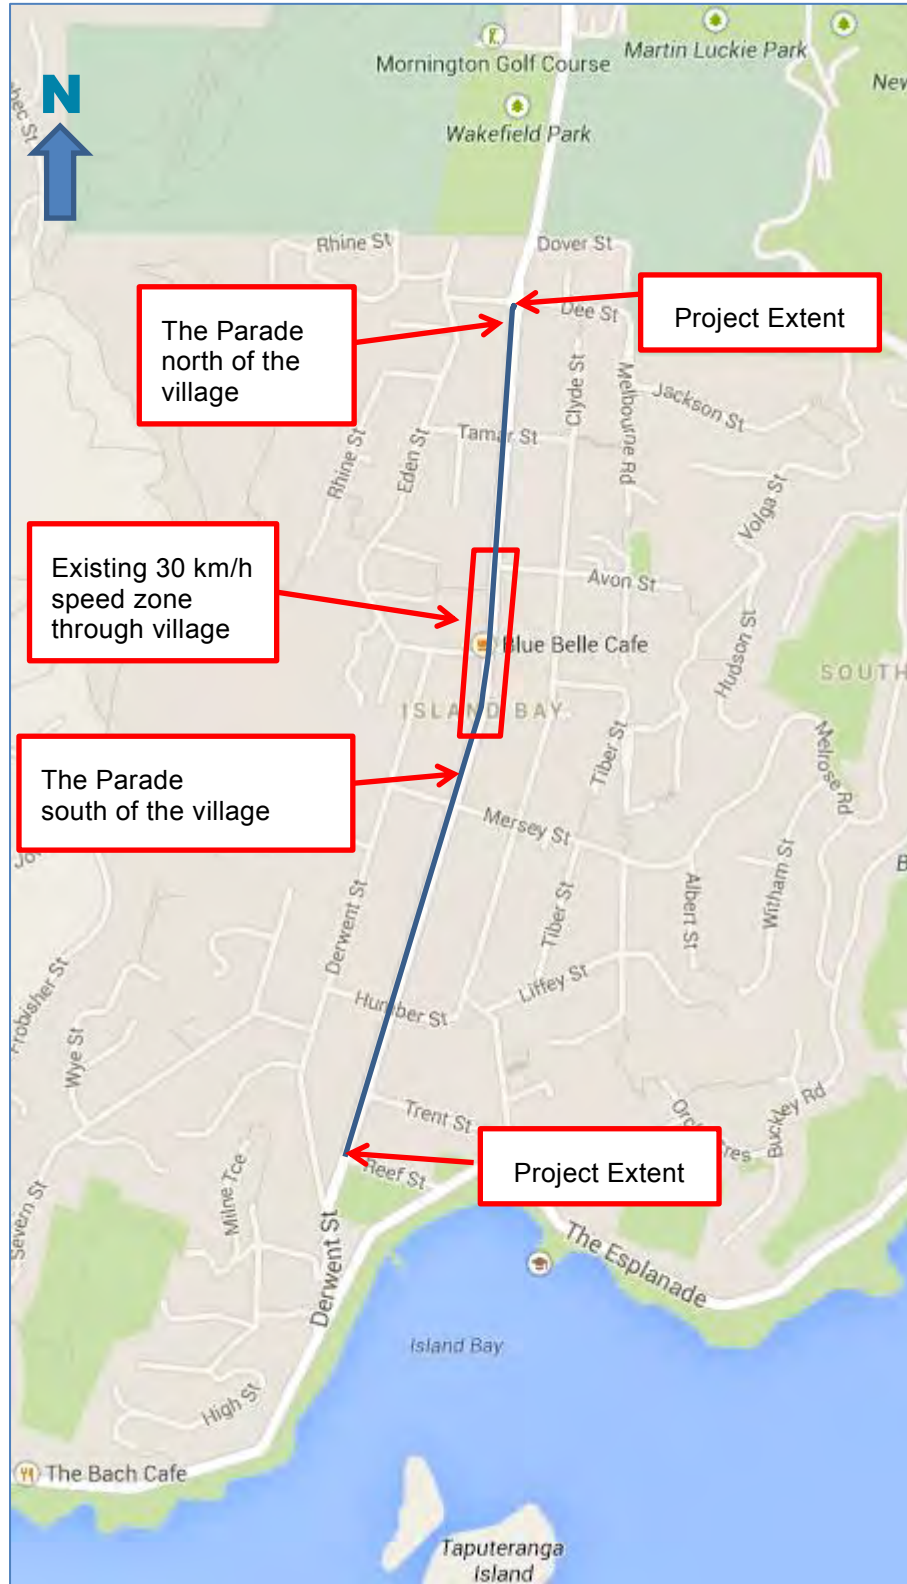 Martin Luckie Park
Mornington Golf Course
New
N
Wakefield Park
Rhine St
Dover St
The Parade
north of the
village
Project Extent
Dee St
Clyde St
Melbourne Rd
Jackson St
Tamar St
Rhine St
Eden St
Volga St
Existing 30 km/h
speed zone
through village
Avon St
Blue Belle Cafe
Hudson St
SOUTH
ISLAND BAY
Tiber St
Melrose Rd
The Parade
south of the village
Mersey St
Witham St
Albert St
Tiber St
Derwent St
Liffey St
Humber St
Frobisher St
Wye St
Trent St
Buckley Rd
Project Extent
Reef St
Milne Tce
Severn St
Derwent St
The Esplanade
Island Bay
High St
The Bach Cafe
Taputeranga
Island